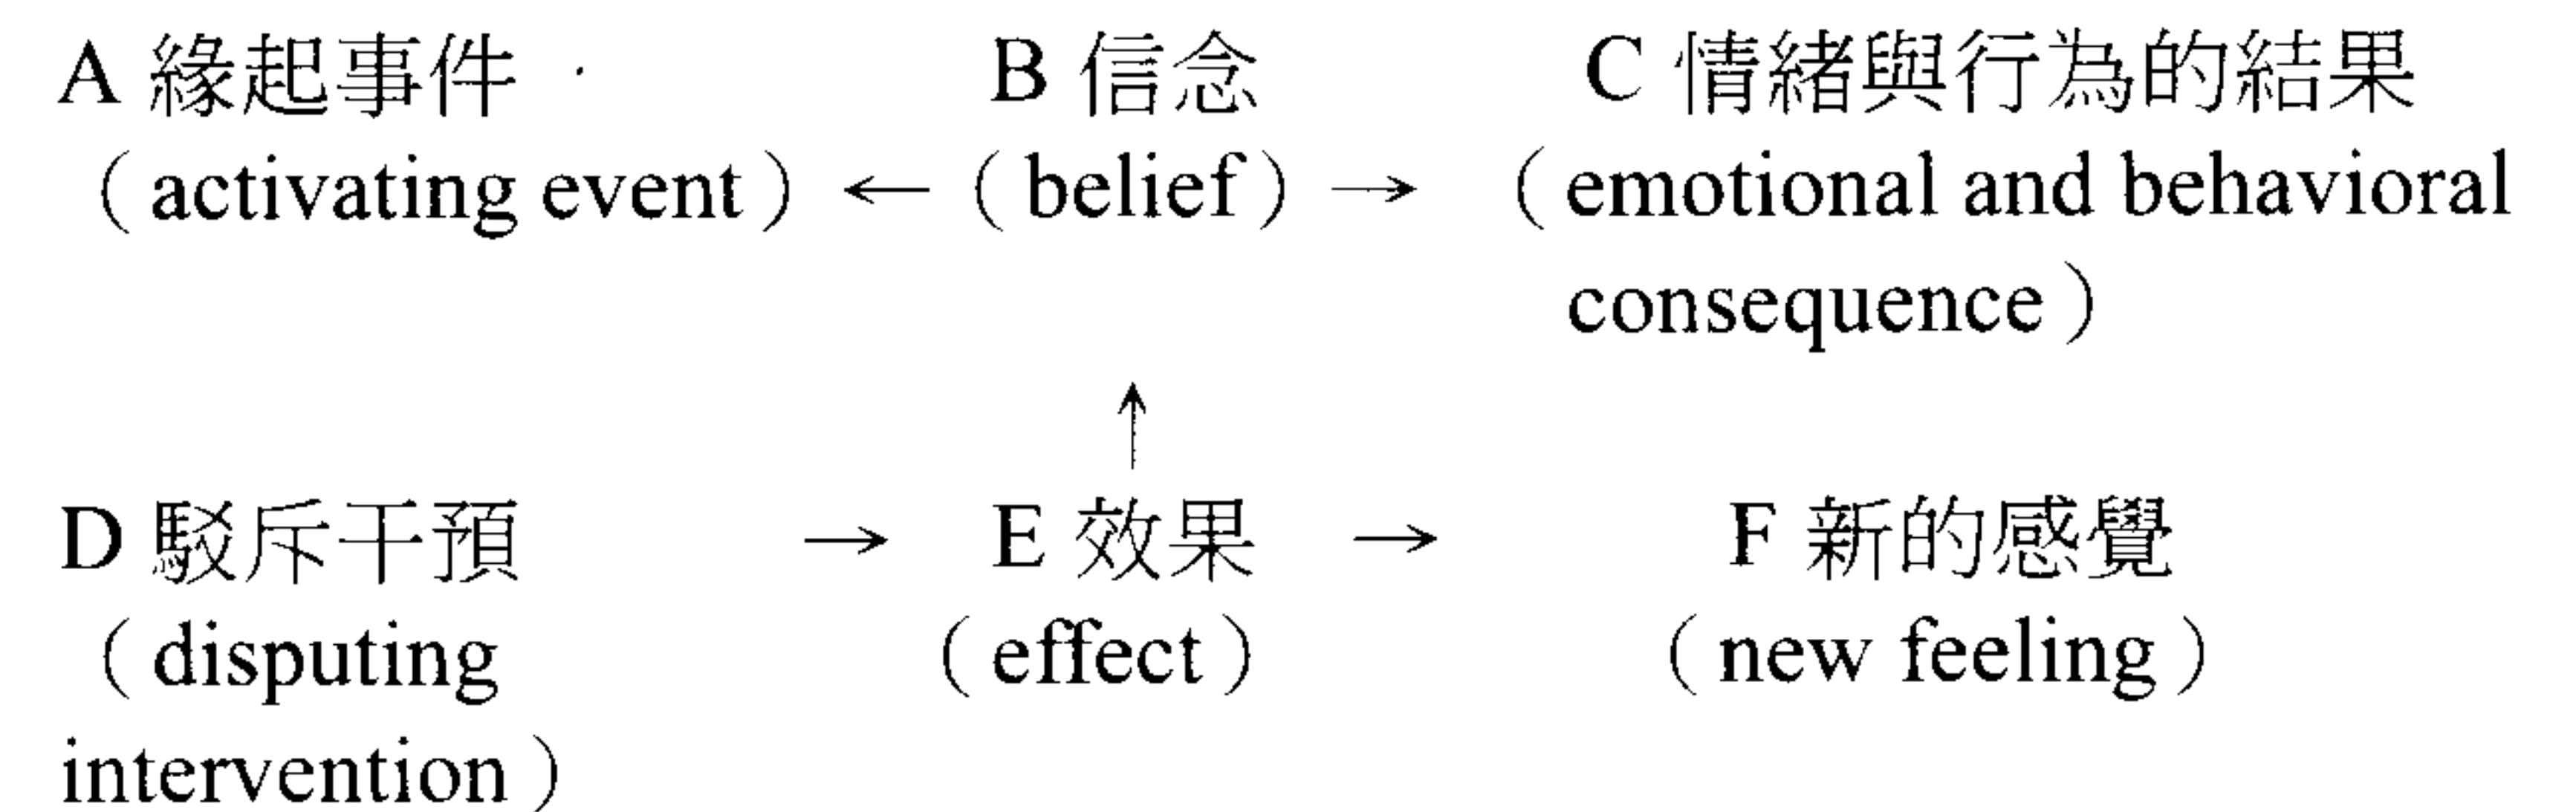 A 緣起事件 B 信念 C 情緒與行為的結果
（activating event）←（belief）→（emotional and behavioral
consequence）
↑
D 駁斥干預 → E 效果 → F 新的感覺
（disputing （effect） （new feeling）
intervention）